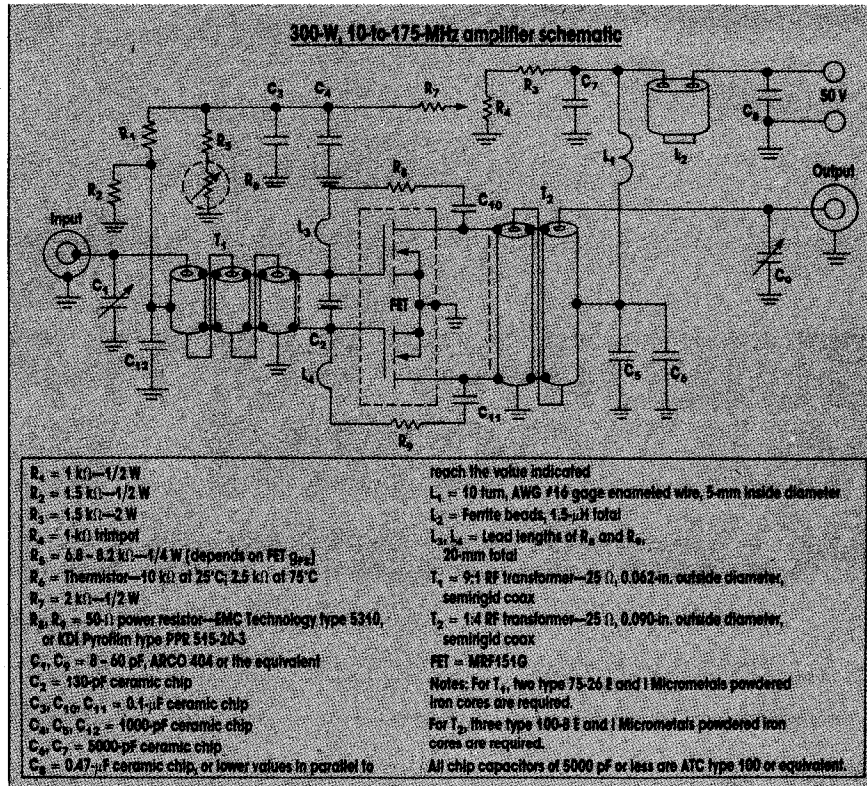 300-W, 10-to-175-MHz amplifier schematic
C₃
C₄
R₇
R₃
R₄
C₇
C₈
50 V
R₁
R₅
R₆
R₂
L₁
L₂
Output
Input
R₈
C₁₀
T₂
T₁
L₃
C₁
C₉
FET
C₂
C₁₂
L₄
C₅
C₆
C₁₁
R₉
R₁ = 1 kΩ—1/2 W
R₂ = 1.5 kΩ—1/2 W
R₃ = 1.5 kΩ—2 W
R₄ = 1-kΩ trimpot
R₅ = 6.8 – 8.2 kΩ—1/4 W (depends on FET gFS)
R₆ = Thermistor—10 kΩ at 25°C; 2.5 kΩ at 75°C
R₇ = 2 kΩ—1/2 W
R₈, R₉ = 50-Ω power resistor—EMC Technology type 5310,
or KDI Pyrofilm type PPR 515-20-3
C₁, C₉ = 8 – 60 pF, ARCO 404 or the equivalent
C₂ = 130-pF ceramic chip
C₃, C₁₀, C₁₁ = 0.1-μF ceramic chip
C₄, C₅, C₁₂ = 1000-pF ceramic chip
C₆, C₇ = 5000-pF ceramic chip
C₈ = 0.47-μF ceramic chip, or lower values in parallel to
reach the value indicated
L₁ = 10 turn, AWG #16 gage enameled wire, 5-mm inside diameter
L₂ = Ferrite beads, 1.5-μH total
L₃, L₄ = Lead lengths of R₈ and R₉,
20-mm total
T₁ = 9:1 RF transformer—25 Ω, 0.062-in. outside diameter,
semirigid coax
T₂ = 1:4 RF transformer—25 Ω, 0.090-in. outside diameter,
semirigid coax
FET = MRF151G
Notes: For T₁, two type 75-26 E and I Micrometals powdered
iron cores are required.
For T₂, three type 100-8 E and I Micrometals powdered iron
cores are required.
All chip capacitors of 5000 pF or less are ATC type 100 or equivalent.